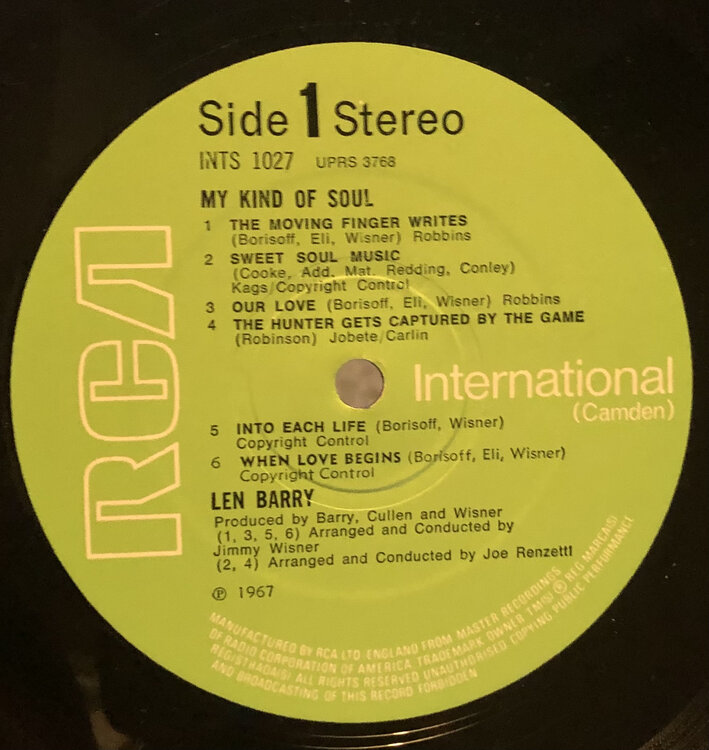 Side 1 Stereo
INTS 1027 UPRS 3768
MY KIND OF SOUL
1 THE MOVING FINGER WRITES
(Borisoff, Eli, Wisner) Robbins
2 SWEET SOUL MUSIC
(Cooke, Add. Mat. Redding, Conley)
Kags/Copyright Control
3 OUR LOVE (Borisoff, Eli, Wisner) Robbins
4 THE HUNTER GETS CAPTURED BY THE GAME
(Robinson) Jobete/Carlin
RCA
International
(Camden)
5 INTO EACH LIFE (Borisoff, Wisner)
Copyright Control
6 WHEN LOVE BEGINS (Borisoff, Eli, Wisner)
Copyright Control
LEN BARRY
Produced by Barry, Cullen and Wisner
(1, 3, 5, 6) Arranged and Conducted by
Jimmy Wisner
(2, 4) Arranged and Conducted by Joe Renzetti
℗ 1967
MANUFACTURED BY RCA LTD. ENGLAND FROM MASTER RECORDINGS
OF RADIO CORPORATION OF AMERICA. TRADEMARK OWNER TM(S) ® REG MARCA(S)
REGISTRADA(S) ALL RIGHTS RESERVED UNAUTHORISED COPYING PUBLIC PERFORMANCE
AND BROADCASTING OF THIS RECORD FORBIDDEN